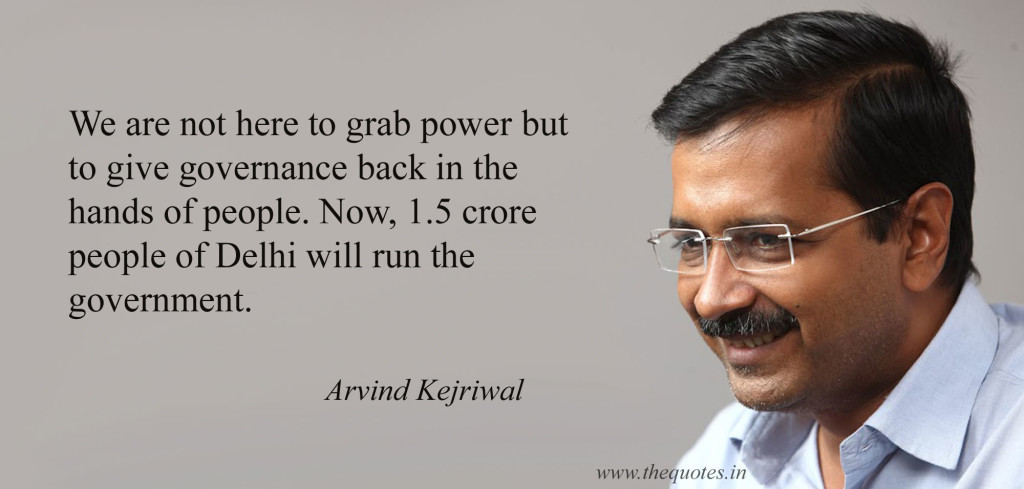 We are not here to grab power but
to give governance back in the
hands of people. Now, 1.5 crore
people of Delhi will run the
government.
Arvind Kejriwal
www.thequotes.in